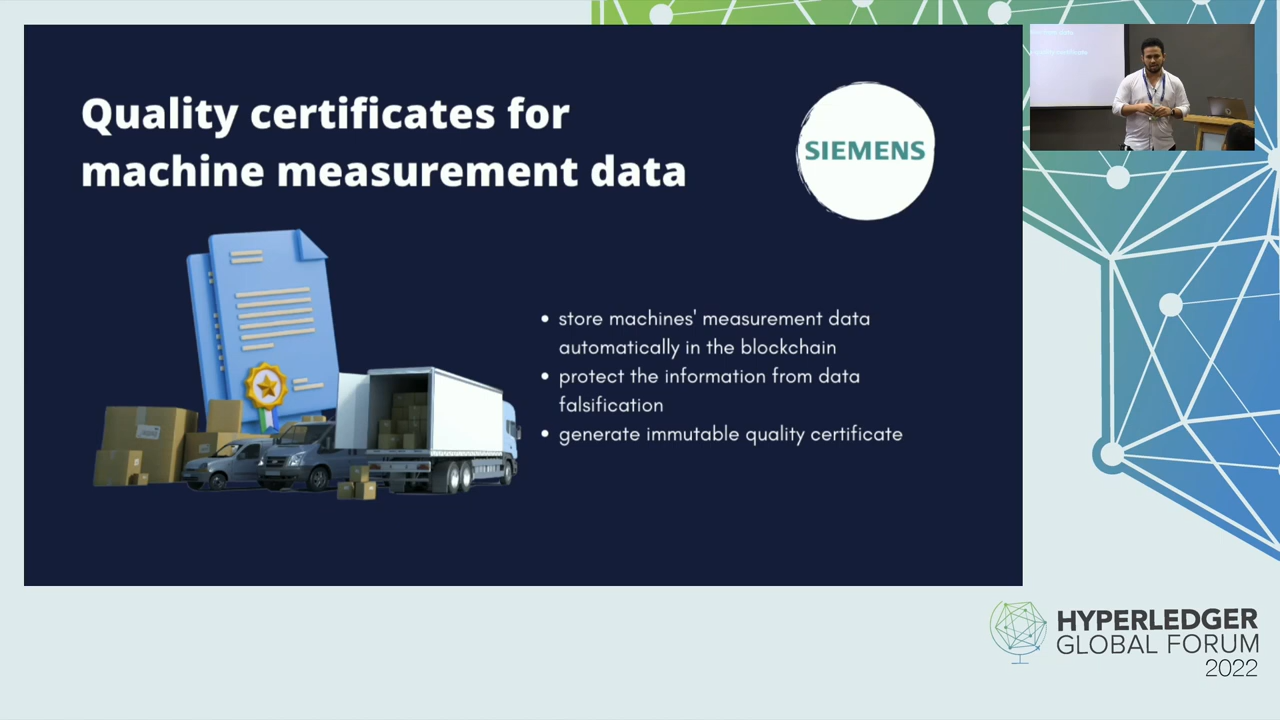 Quality certificates for
machine measurement data
SIEMENS
• store machines' measurement data
automatically in the blockchain
• protect the information from data
falsification
• generate immutable quality certificate
HYPERLEDGER
GLOBAL FORUM
2022